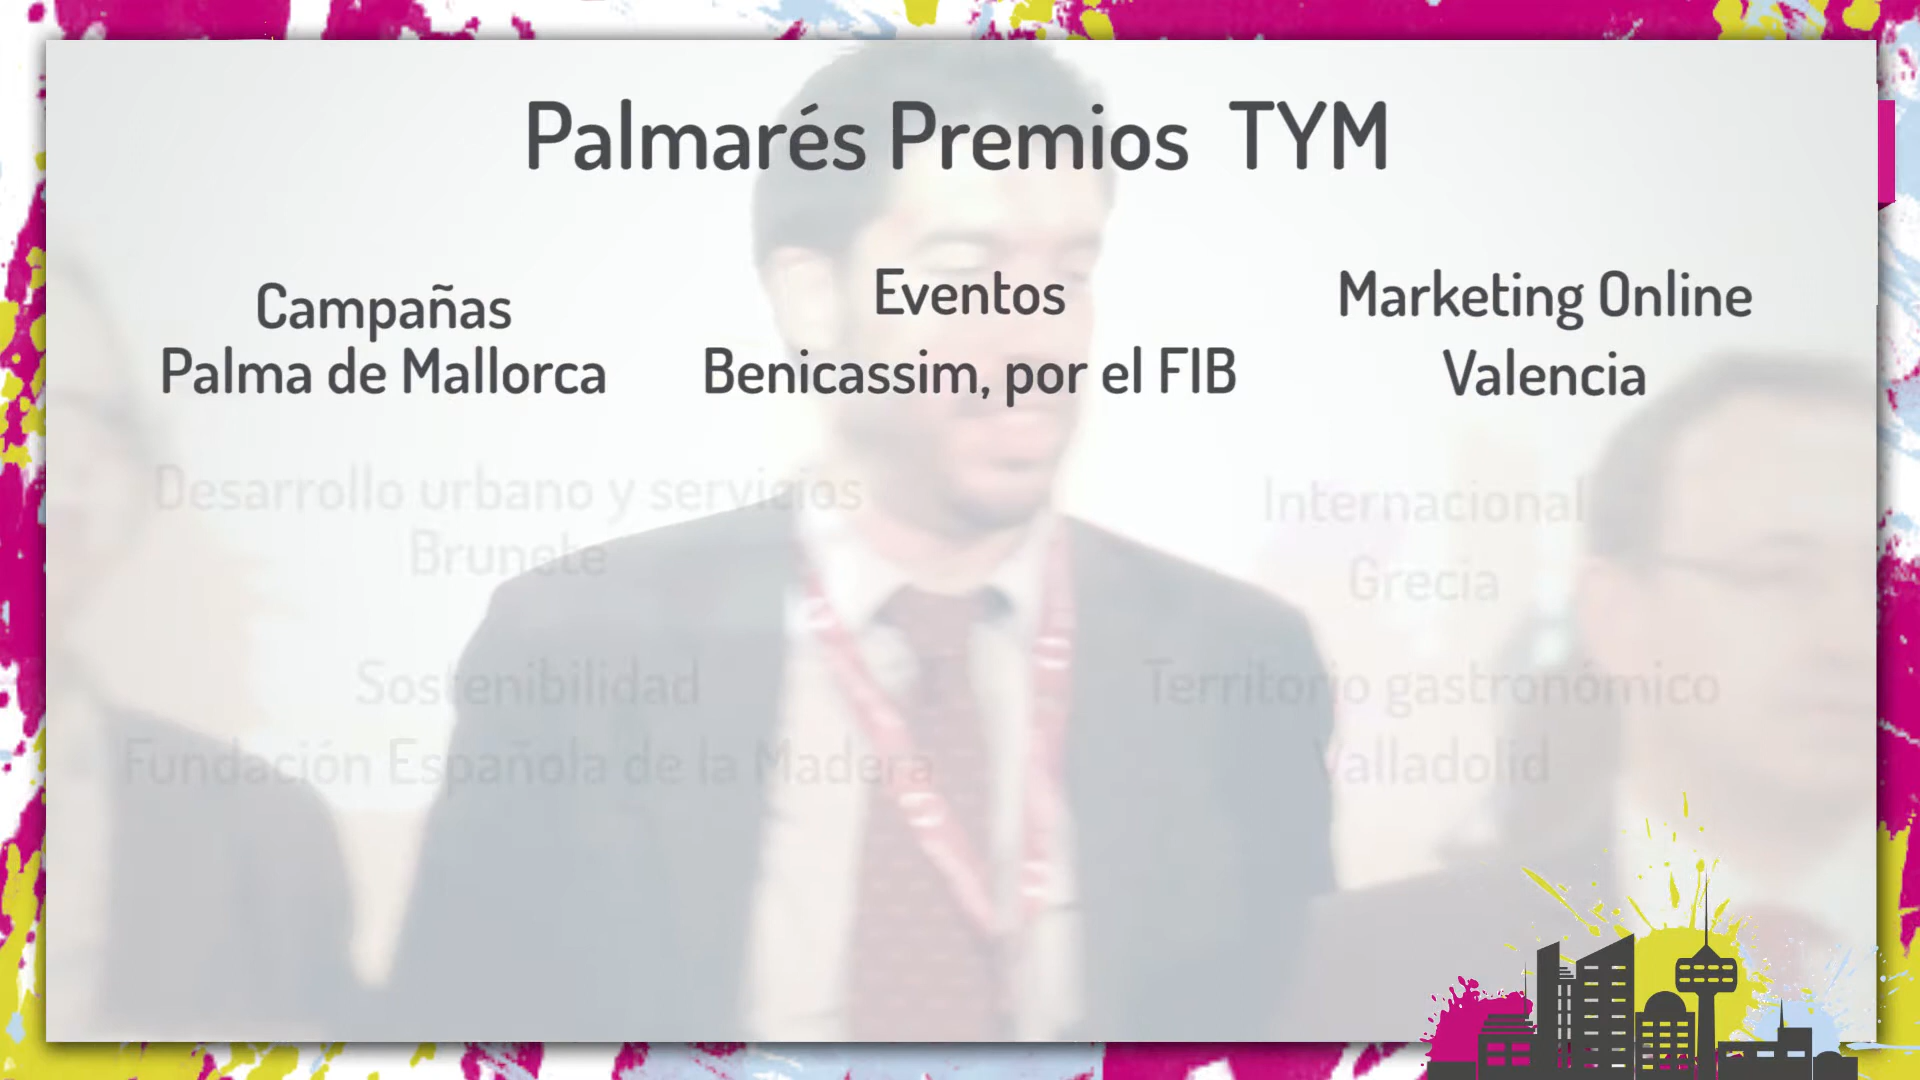 Palmarés Premios TYM
Campañas
Palma de Mallorca
Eventos
Benicassim, por el FIB
Marketing Online
Valencia
Desarrollo urbano y servicios
Brunete
Internacional
Grecia
Sostenibilidad
Fundación Española de la Madera
Territorio gastronómico
Valladolid